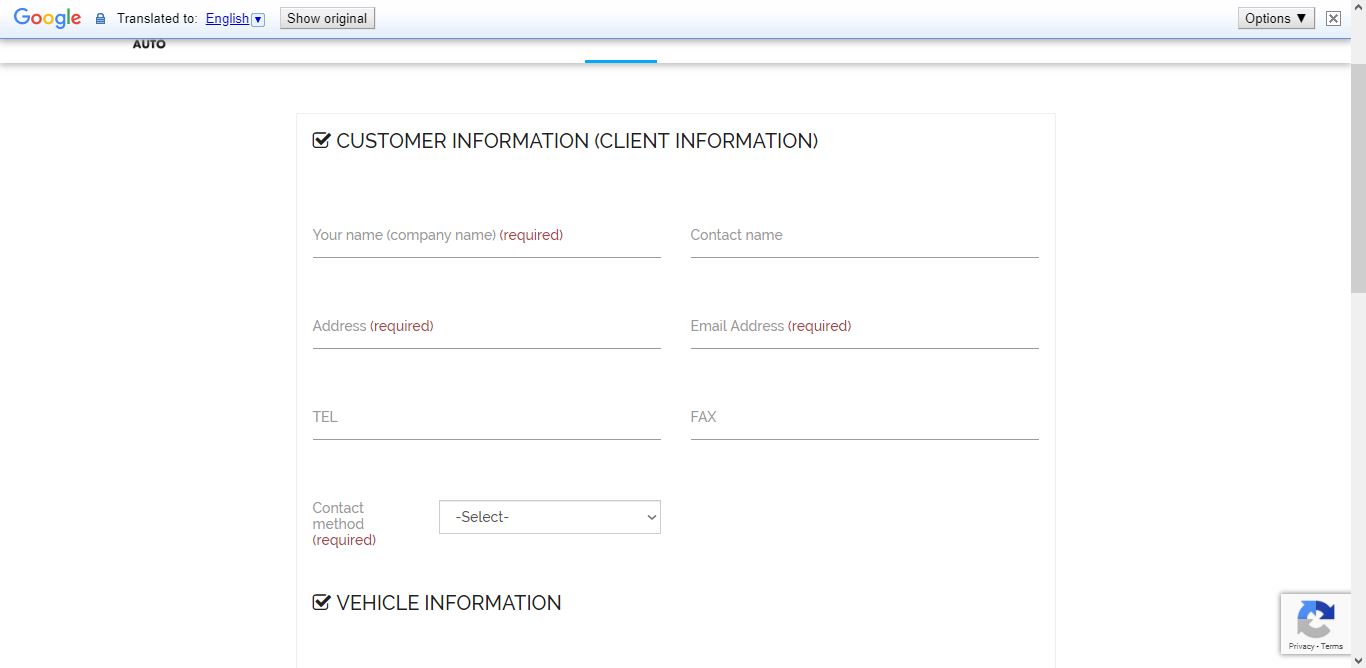 Google Translated to: English Show original Options ▼
AUTO
CUSTOMER INFORMATION (CLIENT INFORMATION)
Your name (company name) (required) Contact name
Address (required) Email Address (required)
TEL FAX
Contact
method
(required)
-Select-
VEHICLE INFORMATION
Privacy - Terms